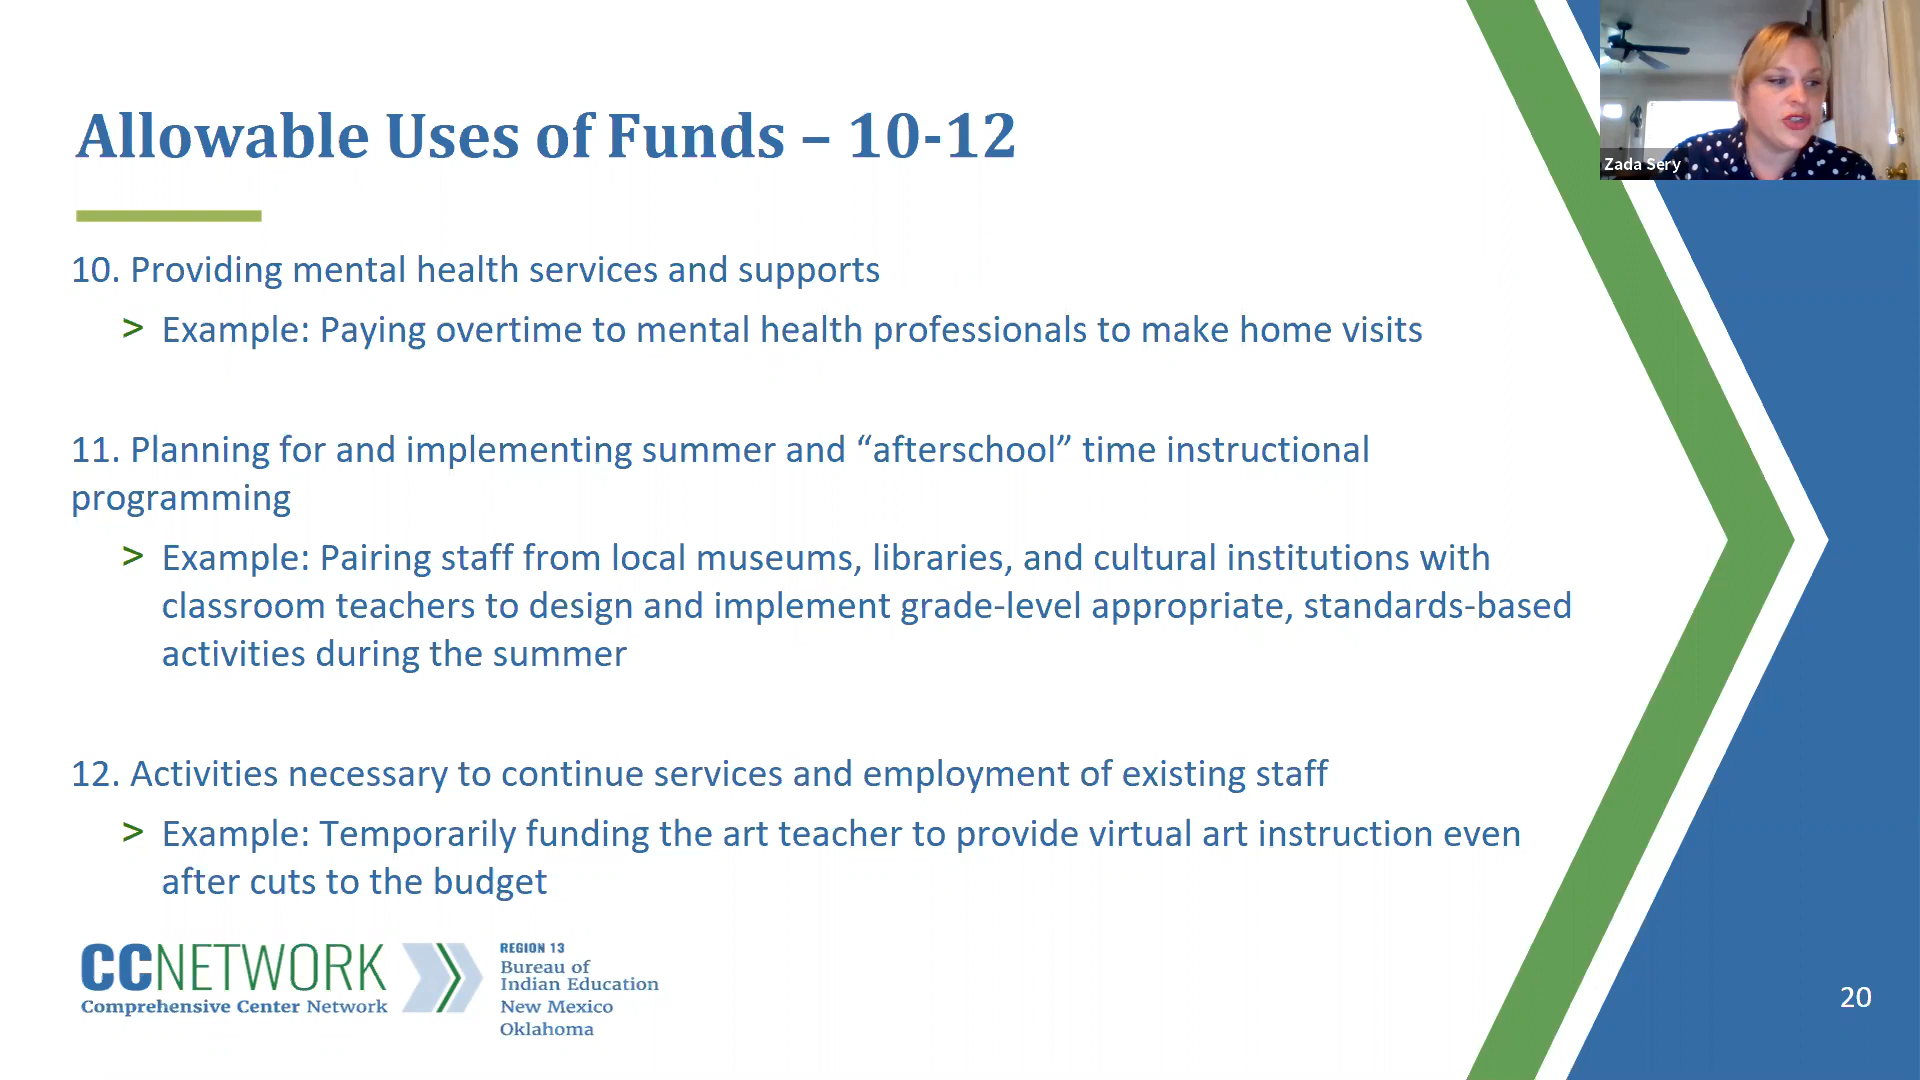 Allowable Uses of Funds – 10-12
Zada Sery
10. Providing mental health services and supports
> Example: Paying overtime to mental health professionals to make home visits
11. Planning for and implementing summer and “afterschool” time instructional
programming
> Example: Pairing staff from local museums, libraries, and cultural institutions with
classroom teachers to design and implement grade-level appropriate, standards-based
activities during the summer
12. Activities necessary to continue services and employment of existing staff
> Example: Temporarily funding the art teacher to provide virtual art instruction even
after cuts to the budget
CCNETWORK
Comprehensive Center Network
REGION 13
Bureau of
Indian Education
New Mexico
Oklahoma
20